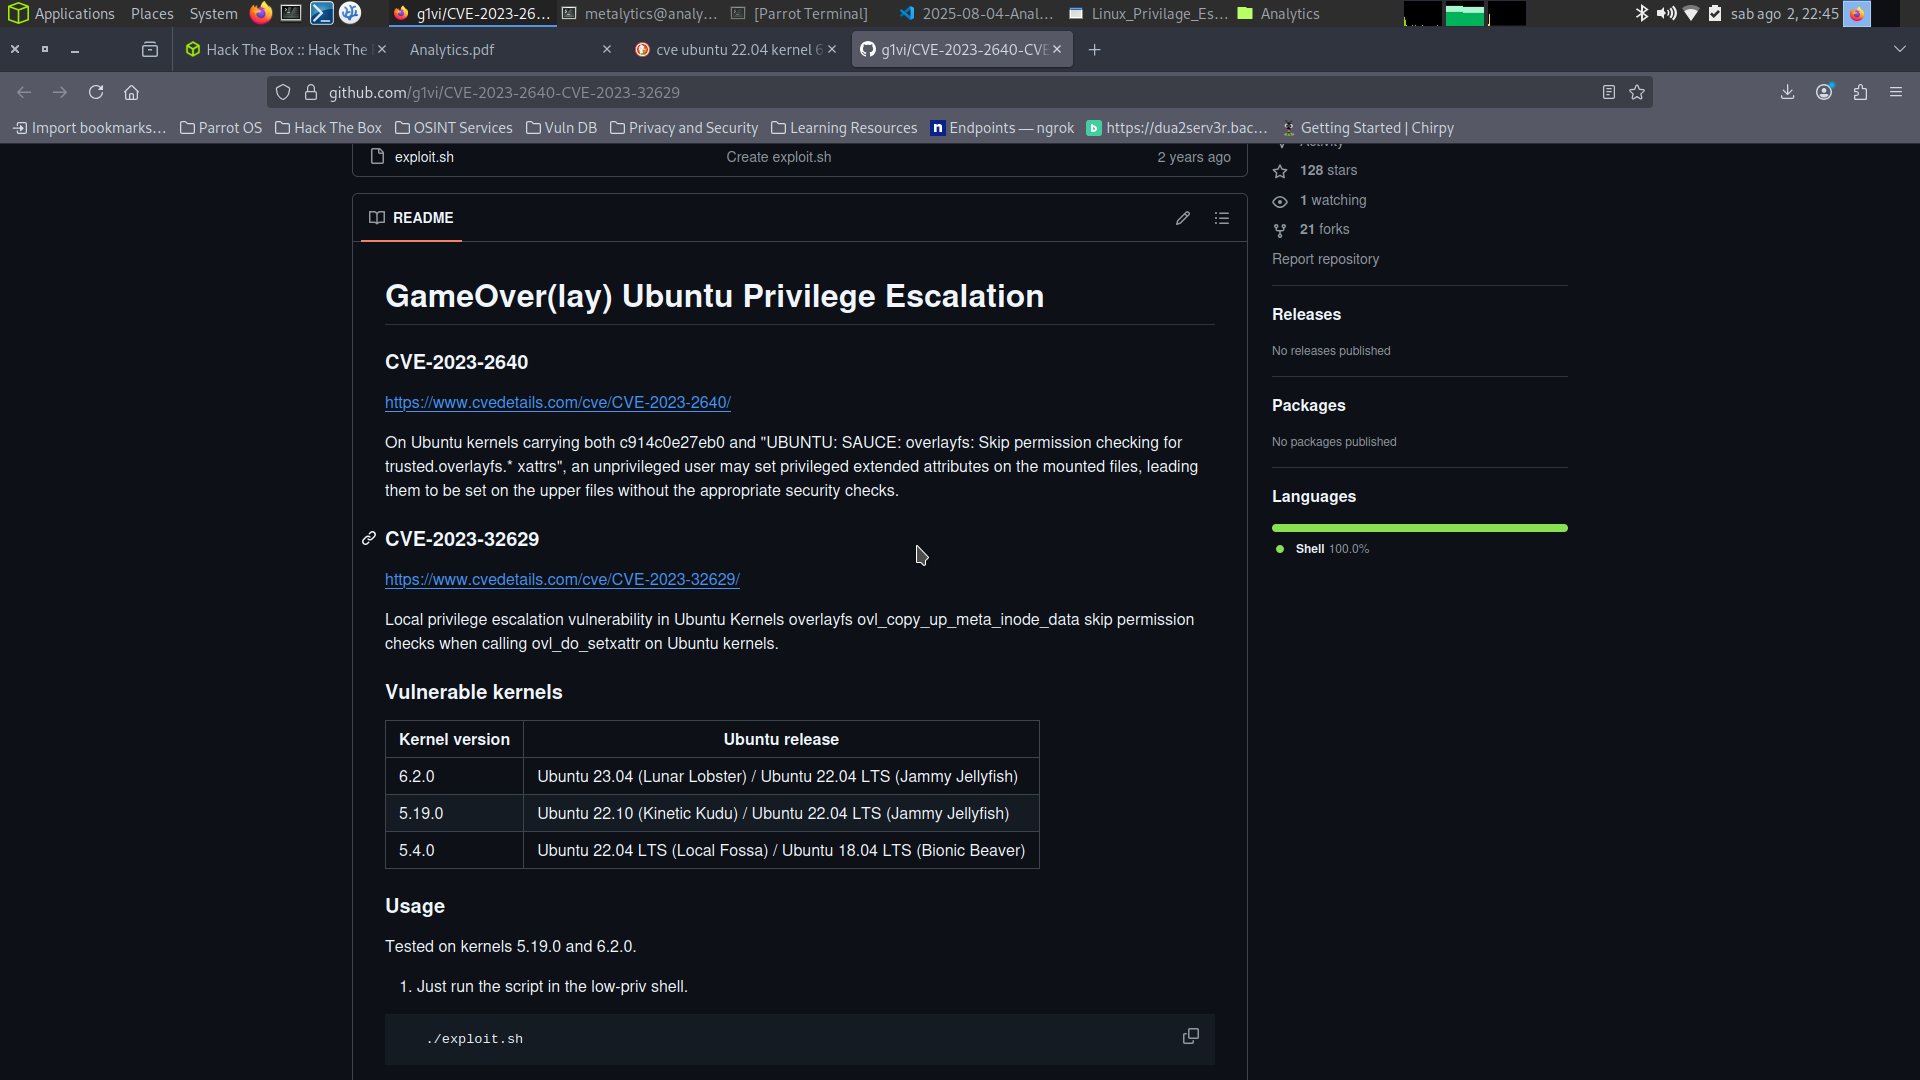 Applications Places System g1vi/CVE-2023-26... metalytics@analy... [Parrot Terminal] 2025-08-04-Anal... Linux_Privilage_Es... Analytics sab ago 2, 22:45
Hack The Box :: Hack The Analytics.pdf cve ubuntu 22.04 kernel 6 g1vi/CVE-2023-2640-CVE
github.com/g1vi/CVE-2023-2640-CVE-2023-32629
Import bookmarks... Parrot OS Hack The Box OSINT Services Vuln DB Privacy and Security Learning Resources Endpoints — ngrok https://dua2serv3r.bac... Getting Started | Chirpy
exploit.sh Create exploit.sh 2 years ago
Activity
128 stars
1 watching
21 forks
Report repository
Releases
No releases published
Packages
No packages published
Languages
Shell 100.0%
README
GameOver(lay) Ubuntu Privilege Escalation
CVE-2023-2640
https://www.cvedetails.com/cve/CVE-2023-2640/
On Ubuntu kernels carrying both c914c0e27eb0 and "UBUNTU: SAUCE: overlayfs: Skip permission checking for
trusted.overlayfs.* xattrs", an unprivileged user may set privileged extended attributes on the mounted files, leading
them to be set on the upper files without the appropriate security checks.
CVE-2023-32629
https://www.cvedetails.com/cve/CVE-2023-32629/
Local privilege escalation vulnerability in Ubuntu Kernels overlayfs ovl_copy_up_meta_inode_data skip permission
checks when calling ovl_do_setxattr on Ubuntu kernels.
Vulnerable kernels
Kernel version Ubuntu release
6.2.0 Ubuntu 23.04 (Lunar Lobster) / Ubuntu 22.04 LTS (Jammy Jellyfish)
5.19.0 Ubuntu 22.10 (Kinetic Kudu) / Ubuntu 22.04 LTS (Jammy Jellyfish)
5.4.0 Ubuntu 22.04 LTS (Local Fossa) / Ubuntu 18.04 LTS (Bionic Beaver)
Usage
Tested on kernels 5.19.0 and 6.2.0.
1. Just run the script in the low-priv shell.
./exploit.sh